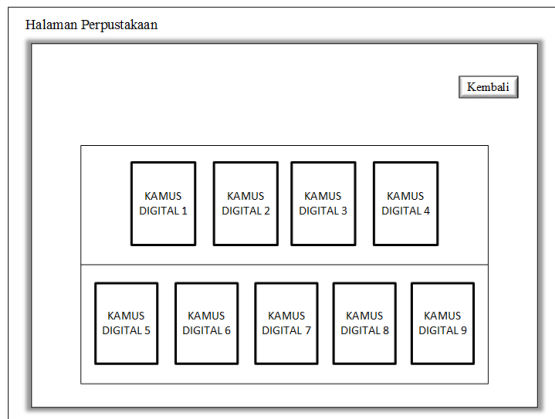 Halaman Perpustakaan
Kembali
KAMUS
DIGITAL 1
KAMUS
DIGITAL 2
KAMUS
DIGITAL 3
KAMUS
DIGITAL 4
KAMUS
DIGITAL 5
KAMUS
DIGITAL 6
KAMUS
DIGITAL 7
KAMUS
DIGITAL 8
KAMUS
DIGITAL 9